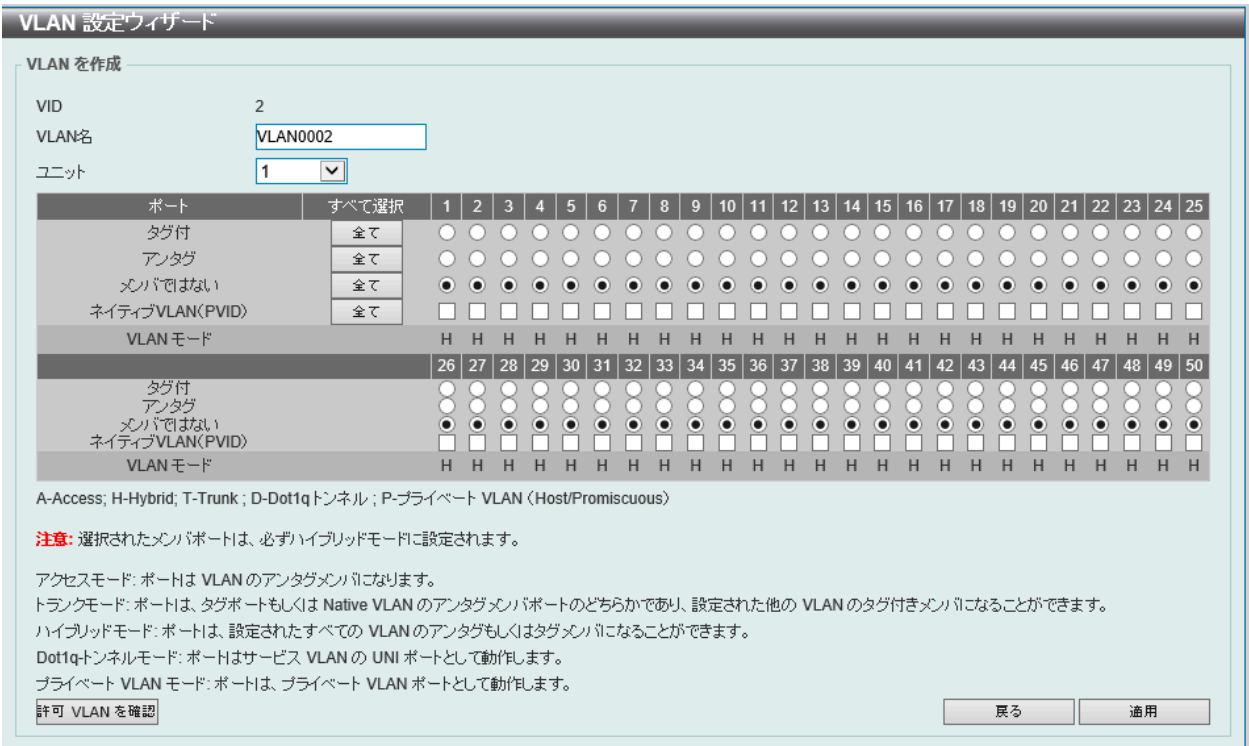 VLAN 設定ウィザード
VLAN を作成
VID 2
VLAN名 VLAN0002
ユニット 1
ポート すべて選択 1 2 3 4 5 6 7 8 9 10 11 12 13 14 15 16 17 18 19 20 21 22 23 24 25
タグ付 全て
アンタグ 全て
メンバではない 全て
ネイティブVLAN(PVID) 全て
VLAN モード H H H H H H H H H H H H H H H H H H H H H H H H H
26 27 28 29 30 31 32 33 34 35 36 37 38 39 40 41 42 43 44 45 46 47 48 49 50
タグ付
アンタグ
メンバではない
ネイティブVLAN(PVID)
VLAN モード H H H H H H H H H H H H H H H H H H H H H H H H H
A-Access; H-Hybrid; T-Trunk ; D-Dot1q トンネル ; P-プライベート VLAN (Host/Promiscuous)
注意: 選択されたメンバポートは、必ずハイブリッドモードに設定されます。
アクセスモード: ポートは VLAN のアンタグメンバになります。
トランクモード: ポートは、タグポートもしくは Native VLAN のアンタグメンバポートのどちらかであり、設定された他の VLAN のタグ付きメンバになることができます。
ハイブリッドモード: ポートは、設定されたすべての VLAN のアンタグもしくはタグメンバになることができます。
Dot1q-トンネルモード: ポートはサービス VLAN の UNI ポートとして動作します。
プライベート VLAN モード: ポートは、プライベート VLAN ポートとして動作します。
許可 VLAN を確認 戻る 適用